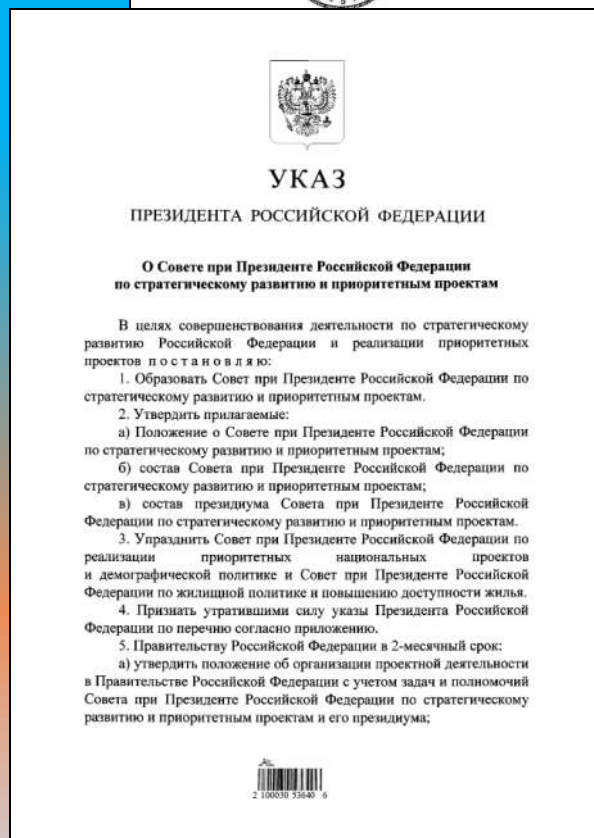 УКАЗ
ПРЕЗИДЕНТА РОССИЙСКОЙ ФЕДЕРАЦИИ
О Совете при Президенте Российской Федерации
по стратегическому развитию и приоритетным проектам
В целях совершенствования деятельности по стратегическому
развитию Российской Федерации и реализации приоритетных
проектов п о с т а н о в л я ю:
1. Образовать Совет при Президенте Российской Федерации по
стратегическому развитию и приоритетным проектам.
2. Утвердить прилагаемые:
а) Положение о Совете при Президенте Российской Федерации
по стратегическому развитию и приоритетным проектам;
б) состав Совета при Президенте Российской Федерации по
стратегическому развитию и приоритетным проектам;
в) состав президиума Совета при Президенте Российской
Федерации по стратегическому развитию и приоритетным проектам.
3. Упразднить Совет при Президенте Российской Федерации по
реализации приоритетных национальных проектов
и демографической политике и Совет при Президенте Российской
Федерации по жилищной политике и повышению доступности жилья.
4. Признать утратившими силу указы Президента Российской
Федерации по перечню согласно приложению.
5. Правительству Российской Федерации в 2-месячный срок:
а) утвердить положение об организации проектной деятельности
в Правительстве Российской Федерации с учетом задач и полномочий
Совета при Президенте Российской Федерации по стратегическому
развитию и приоритетным проектам и его президиума;
2 100030 53640 6